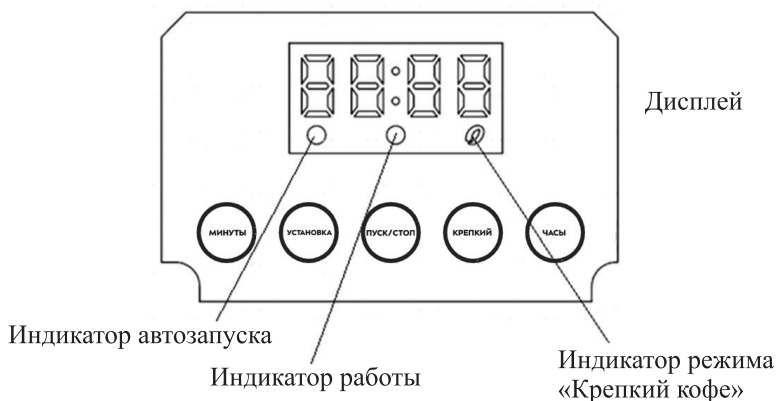 Дисплей
МИНУТЫ УСТАНОВКА ПУСК/СТОП КРЕПКИЙ ЧАСЫ
Индикатор автозапуска
Индикатор работы
Индикатор режима
«Крепкий кофе»